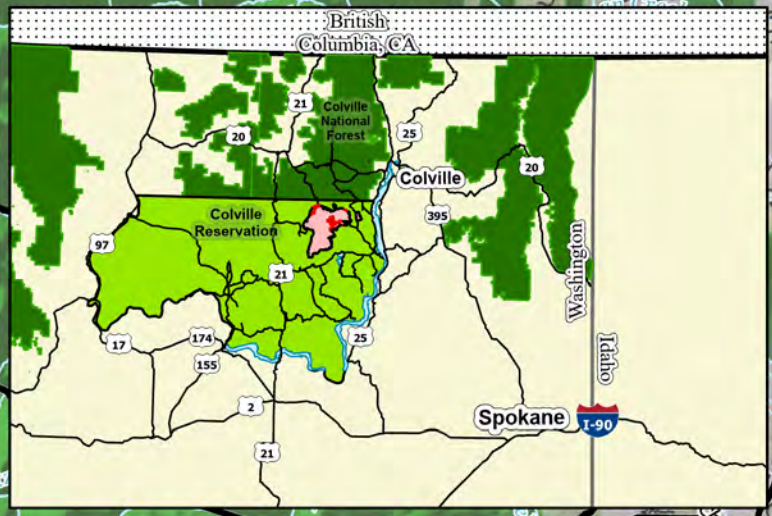 British
Columbia, CA
21
Colville
National
Forest
20
25
Colville
20
395
Colville
Reservation
97
21
Washington
Idaho
17
174
25
155
2
Spokane
I-90
21